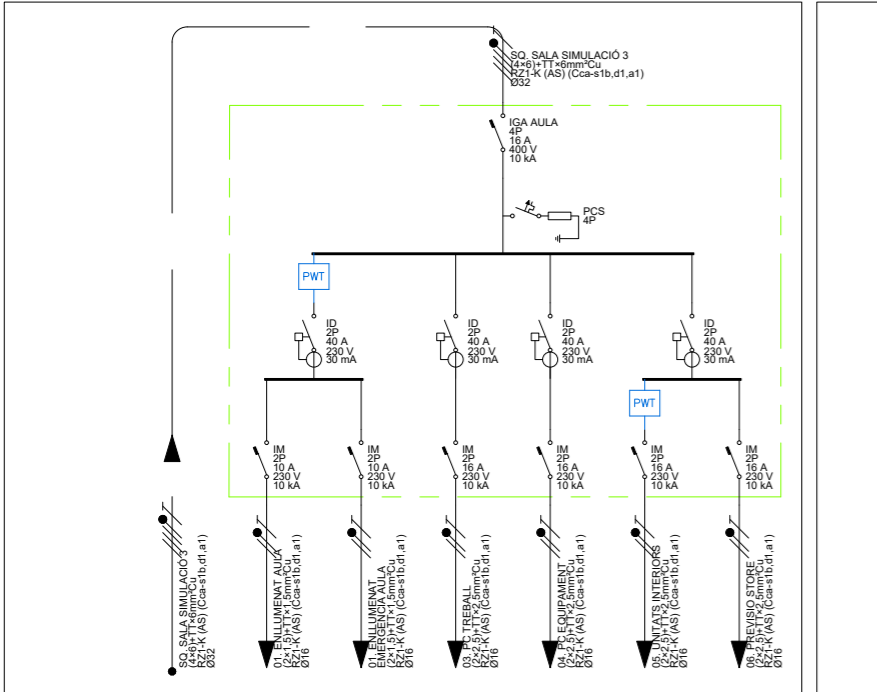 SQ. SALA SIMULACIÓ 3
(4×6)+TT×6mm²Cu
RZ1-K (AS) (Cca-s1b,d1,a1)
Ø32
IGA AULA
4P
16 A
400 V
10 kA
PCS
4P
PWT
ID
2P
40 A
230 V
30 mA
ID
2P
40 A
230 V
30 mA
ID
2P
40 A
230 V
30 mA
ID
2P
40 A
230 V
30 mA
PWT
IM
2P
10 A
230 V
10 kA
IM
2P
10 A
230 V
10 kA
IM
2P
16 A
230 V
10 kA
IM
2P
16 A
230 V
10 kA
IM
2P
16 A
230 V
10 kA
IM
2P
16 A
230 V
10 kA
SQ. SALA SIMULACIÓ 3
(4×6)+TT×6mm²Cu
RZ1-K (AS) (Cca-s1b,d1,a1)
Ø32
01. ENLLUMENAT AULA
(2×1,5)+TT×1,5mm²Cu
RZ1-K (AS) (Cca-s1b,d1,a1)
Ø16
01. ENLLUMENAT
EMERGÈNCIA AULA
(2×1,5)+TT×1,5mm²Cu
RZ1-K (AS) (Cca-s1b,d1,a1)
Ø16
03. PC TREBALL
(2×2,5)+TT×2,5mm²Cu
RZ1-K (AS) (Cca-s1b,d1,a1)
Ø16
04. PC EQUIPAMENT
(2×2,5)+TT×2,5mm²Cu
RZ1-K (AS) (Cca-s1b,d1,a1)
Ø16
05. UNITATS INTERIORS
(2×2,5)+TT×2,5mm²Cu
RZ1-K (AS) (Cca-s1b,d1,a1)
Ø16
06. PREVISIO STORE
(2×2,5)+TT×2,5mm²Cu
RZ1-K (AS) (Cca-s1b,d1,a1)
Ø16